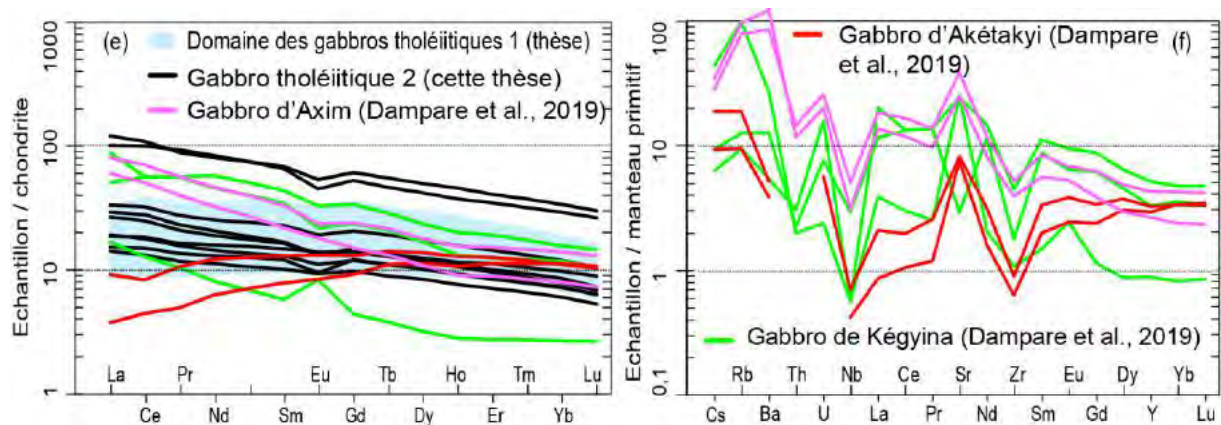 (e)
Domaine des gabbros tholéiitiques 1 (thèse)
Gabbro tholéiitique 2 (cette thèse)
Gabbro d'Axim (Dampare et al., 2019)
Echantillon / chondrite
1000
100
10
1
La
Pr
Eu
Tb
Ho
Tm
Lu
Ce
Nd
Sm
Gd
Dy
Er
Yb
(f)
Gabbro d'Akétakyi (Dampare
et al., 2019)
Gabbro de Kégyina (Dampare et al., 2019)
Echantillon / manteau primitif
100
10
1
0,1
Rb
Th
Nb
Ce
Sr
Zr
Eu
Dy
Yb
Cs
Ba
U
La
Pr
Nd
Sm
Gd
Y
Lu